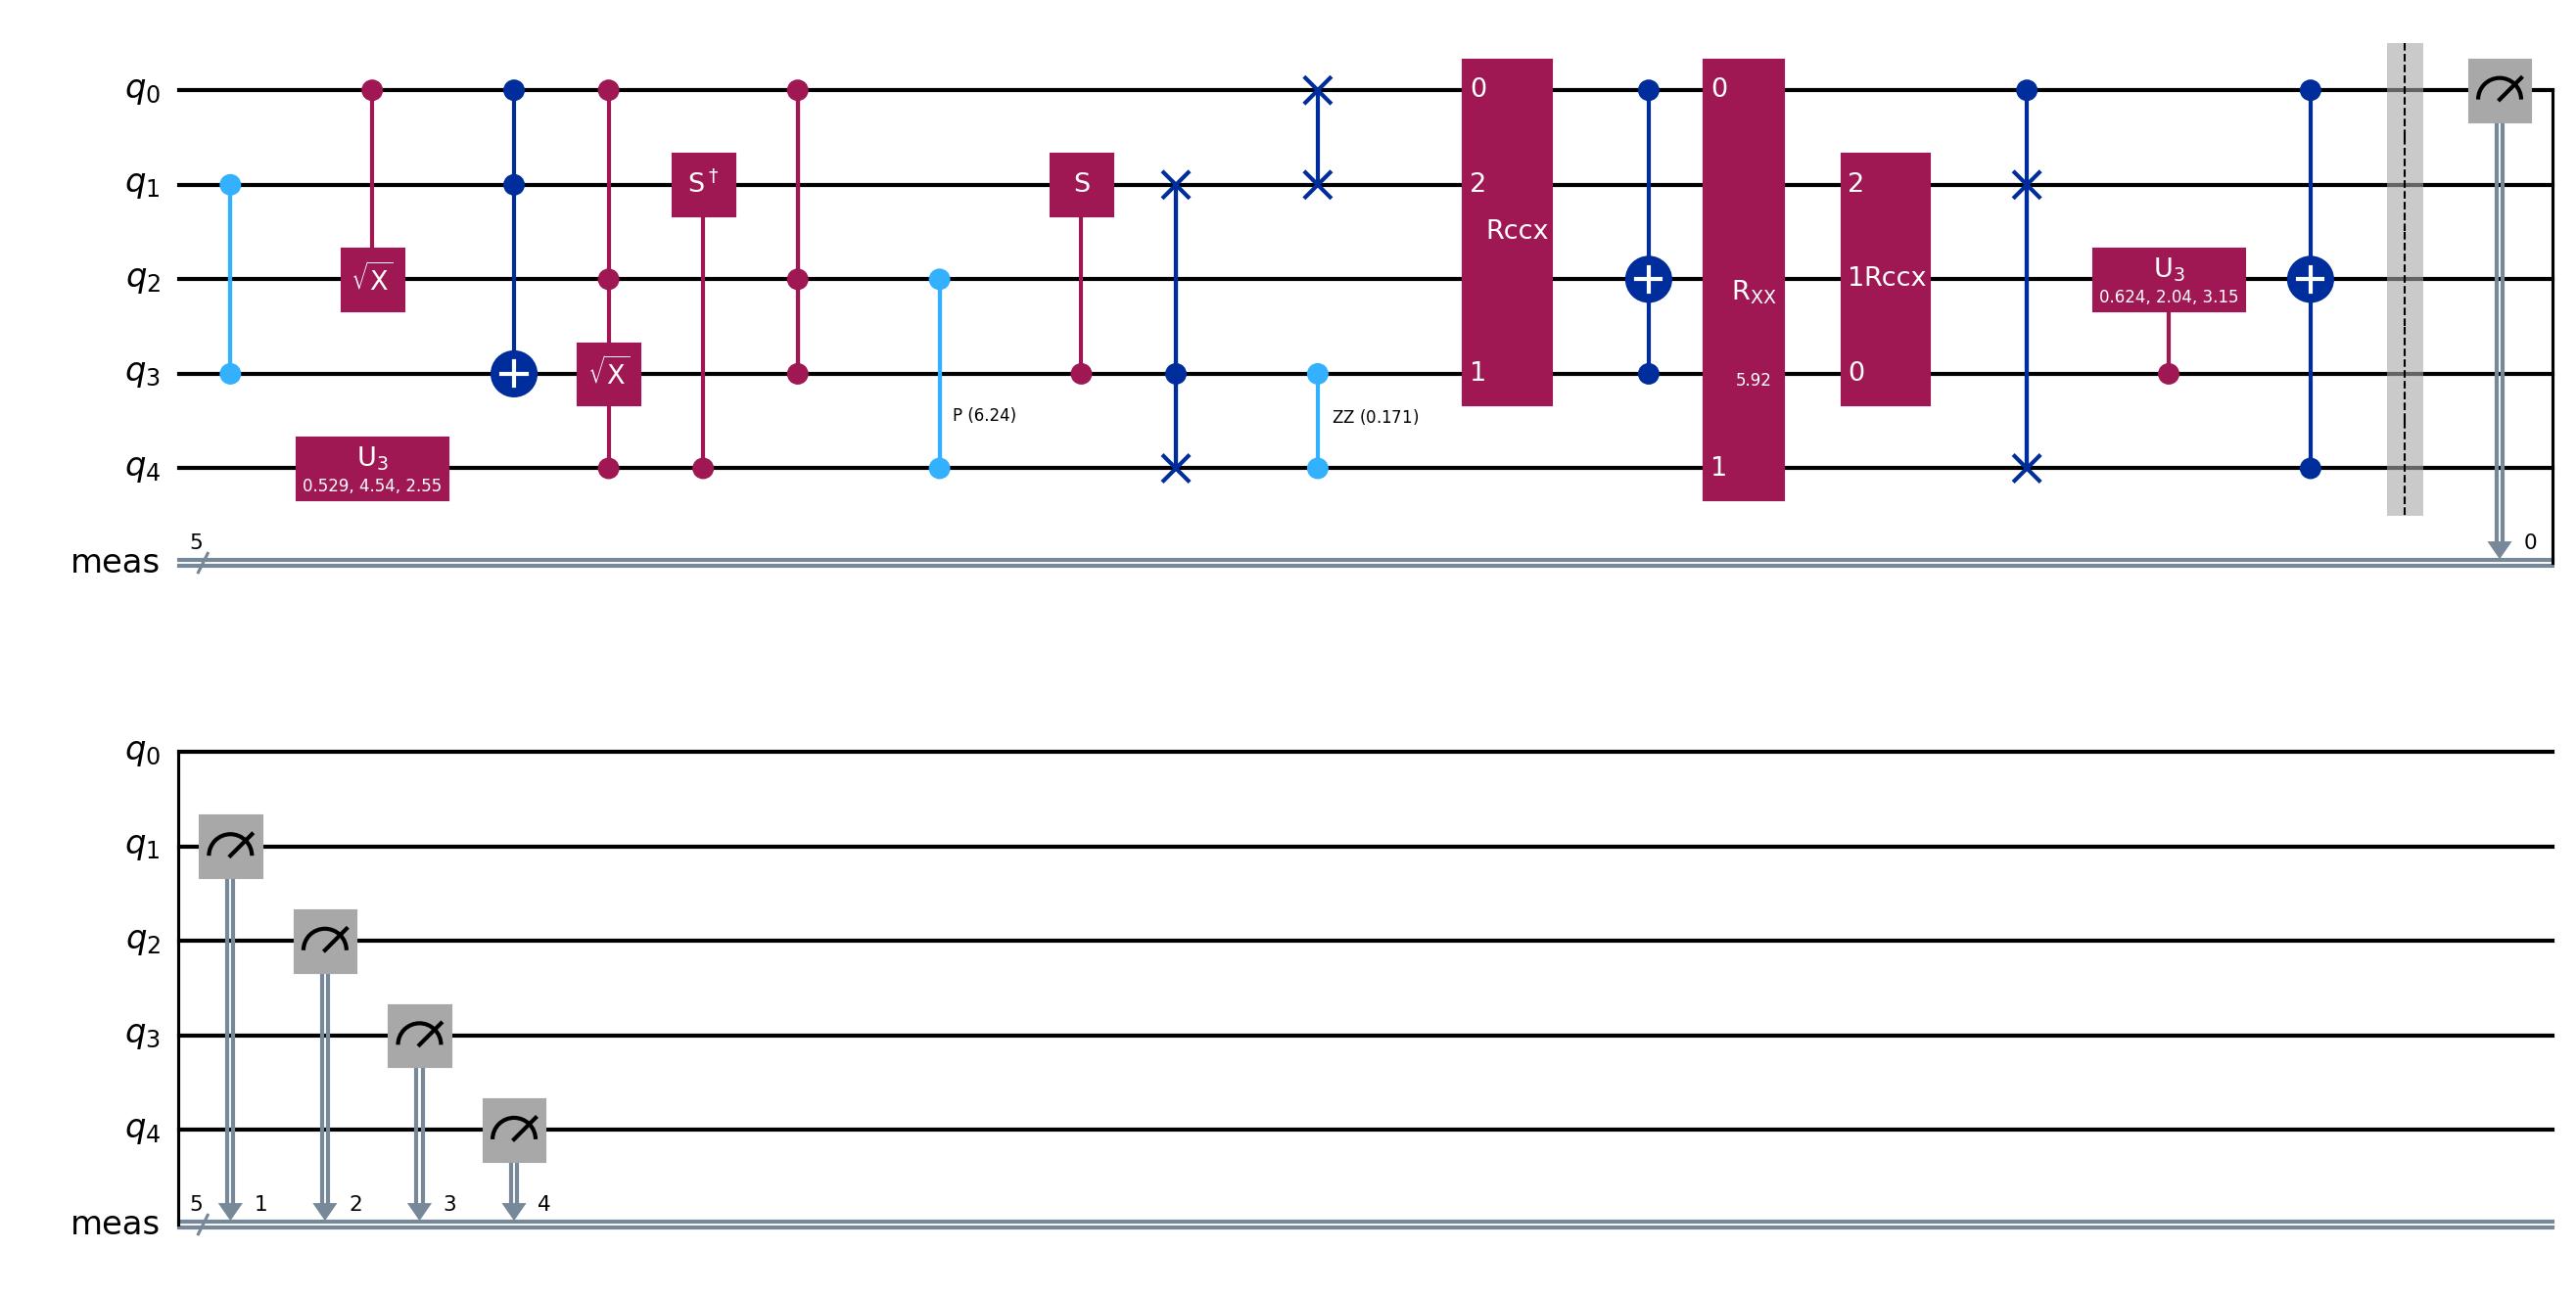 q0 0 0
q1 S† S 2 2
Rccx
q2 √X 1Rccx U3
0.624, 2.04, 3.15
RXX
q3 √X 1 5.92 0
P (6.24) ZZ (0.171)
q4 U3 1
0.529, 4.54, 2.55
5 0
meas
q0
q1
q2
q3
q4
5 1 2 3 4
meas